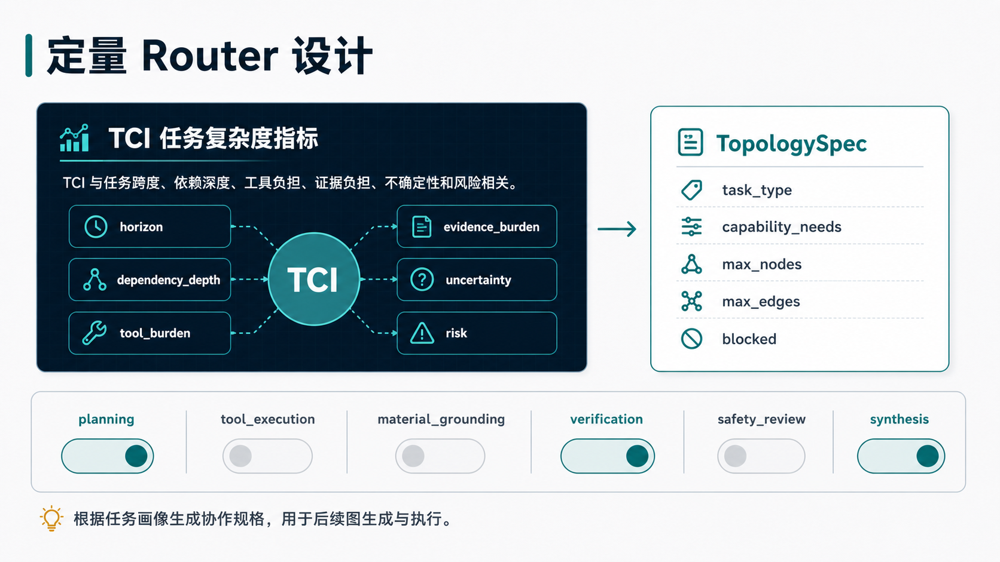 定量 Router 设计
TCI 任务复杂度指标
TCI 与任务跨度、依赖深度、工具负担、证据负担、不确定性和风险相关。
horizon
dependency_depth
tool_burden
TCI
evidence_burden
uncertainty
risk
TopologySpec
task_type
capability_needs
max_nodes
max_edges
blocked
planning
tool_execution
material_grounding
verification
safety_review
synthesis
根据任务画像生成协作规格，用于后续图生成与执行。